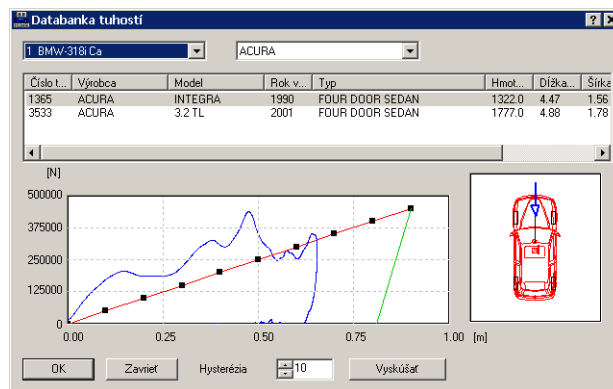 Databanka tuhostí
1 BMW-318i Ca ACURA
Číslo t... Výrobca Model Rok v... Typ Hmot... Dĺžka... Šírka
1365 ACURA INTEGRA 1990 FOUR DOOR SEDAN 1322.0 4.47 1.56
3533 ACURA 3.2 TL 2001 FOUR DOOR SEDAN 1777.0 4.88 1.78
[N]
500000
375000
250000
125000
0
0.00 0.25 0.50 0.75 1.00 [m]
OK Zavrieť Hysterézia 10 Vyskúšať